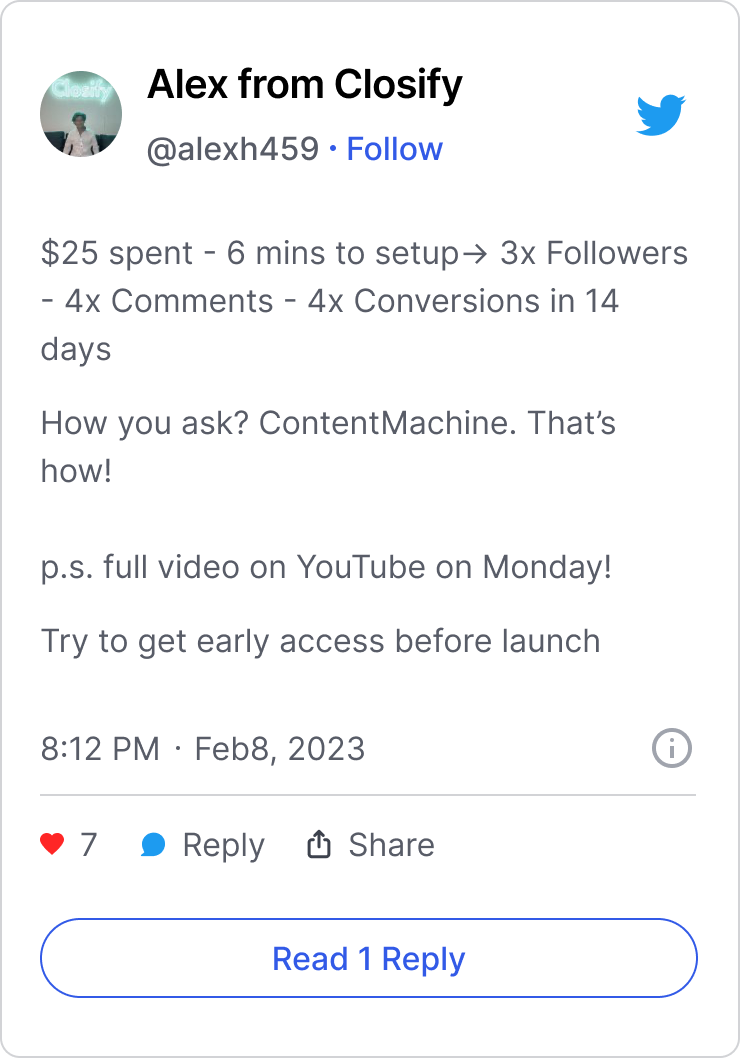 Closify
Alex from Closify
@alexh459 · Follow
$25 spent - 6 mins to setup→ 3x Followers
- 4x Comments - 4x Conversions in 14
days
How you ask? ContentMachine. That’s
how!
p.s. full video on YouTube on Monday!
Try to get early access before launch
8:12 PM · Feb8, 2023
7 Reply Share
Read 1 Reply